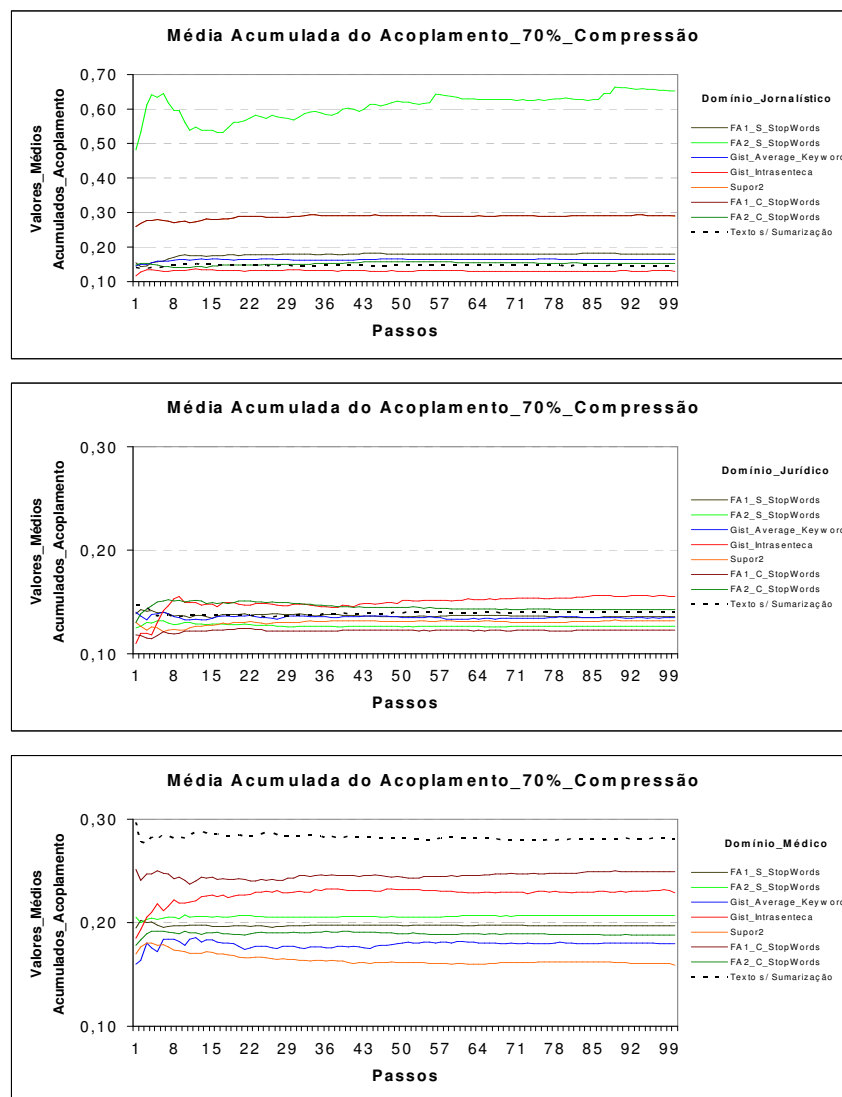 Média Acumulada do Acoplamento_70%_Compressão
Valores_Médios
Acumulados_Acoplamento
0,70
0,60
0,50
0,40
0,30
0,20
0,10
1 8 15 22 29 36 43 50 57 64 71 78 85 92 99
Passos
Domínio_Jornalístico
FA1_S_StopWords
FA2_S_StopWords
Gist_Average_Keyword
Gist_Intrasenteca
Supor2
FA1_C_StopWords
FA2_C_StopWords
Texto s/ Sumarização
Média Acumulada do Acoplamento_70%_Compressão
Valores_Médios
Acumulados_Acoplamento
0,30
0,20
0,10
1 8 15 22 29 36 43 50 57 64 71 78 85 92 99
Passos
Domínio_Jurídico
FA1_S_StopWords
FA2_S_StopWords
Gist_Average_Keyword
Gist_Intrasenteca
Supor2
FA1_C_StopWords
FA2_C_StopWords
Texto s/ Sumarização
Média Acumulada do Acoplamento_70%_Compressão
Valores_Médios
Acumulados_Acoplamento
0,30
0,20
0,10
1 8 15 22 29 36 43 50 57 64 71 78 85 92 99
Passos
Domínio_Médico
FA1_S_StopWords
FA2_S_StopWords
Gist_Average_Keyword
Gist_Intrasenteca
Supor2
FA1_C_StopWords
FA2_C_StopWords
Texto s/ Sumarização